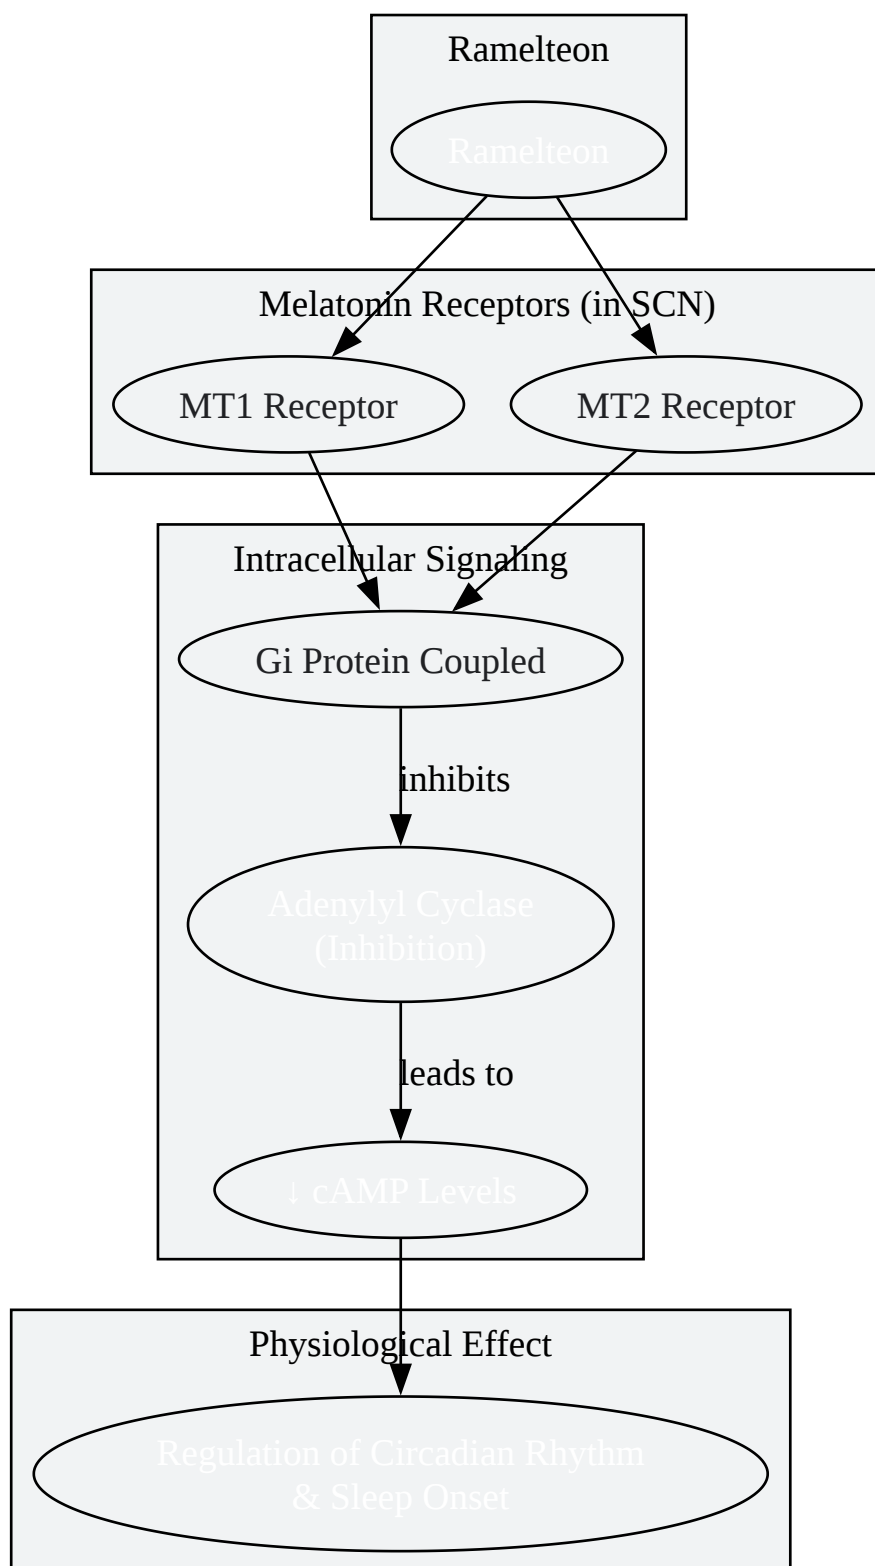 Ramelteon
Ramelteon
Melatonin Receptors (in SCN)
MT1 Receptor
MT2 Receptor
Intracellular Signaling
Gi Protein Coupled
inhibits
Adenylyl Cyclase
(Inhibition)
leads to
↓ cAMP Levels
Physiological Effect
Regulation of Circadian Rhythm
& Sleep Onset